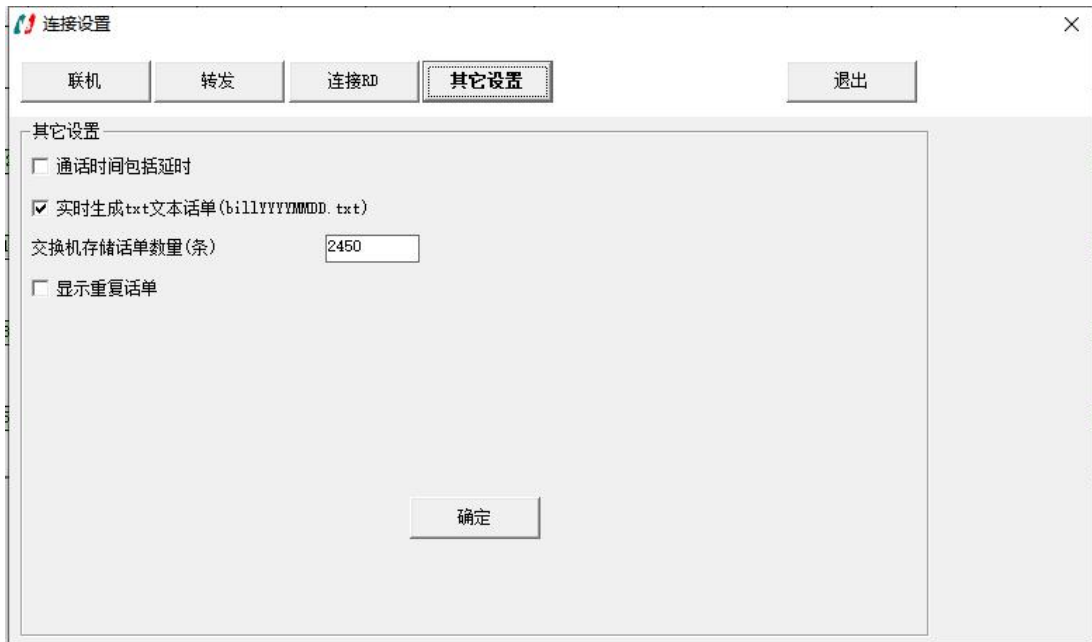 连接设置
联机 转发 连接RD 其它设置 退出
其它设置
通话时间包括延时
实时生成txt文本话单(billYYYYMMDD.txt)
交换机存储话单数量(条) 2450
显示重复话单
确定